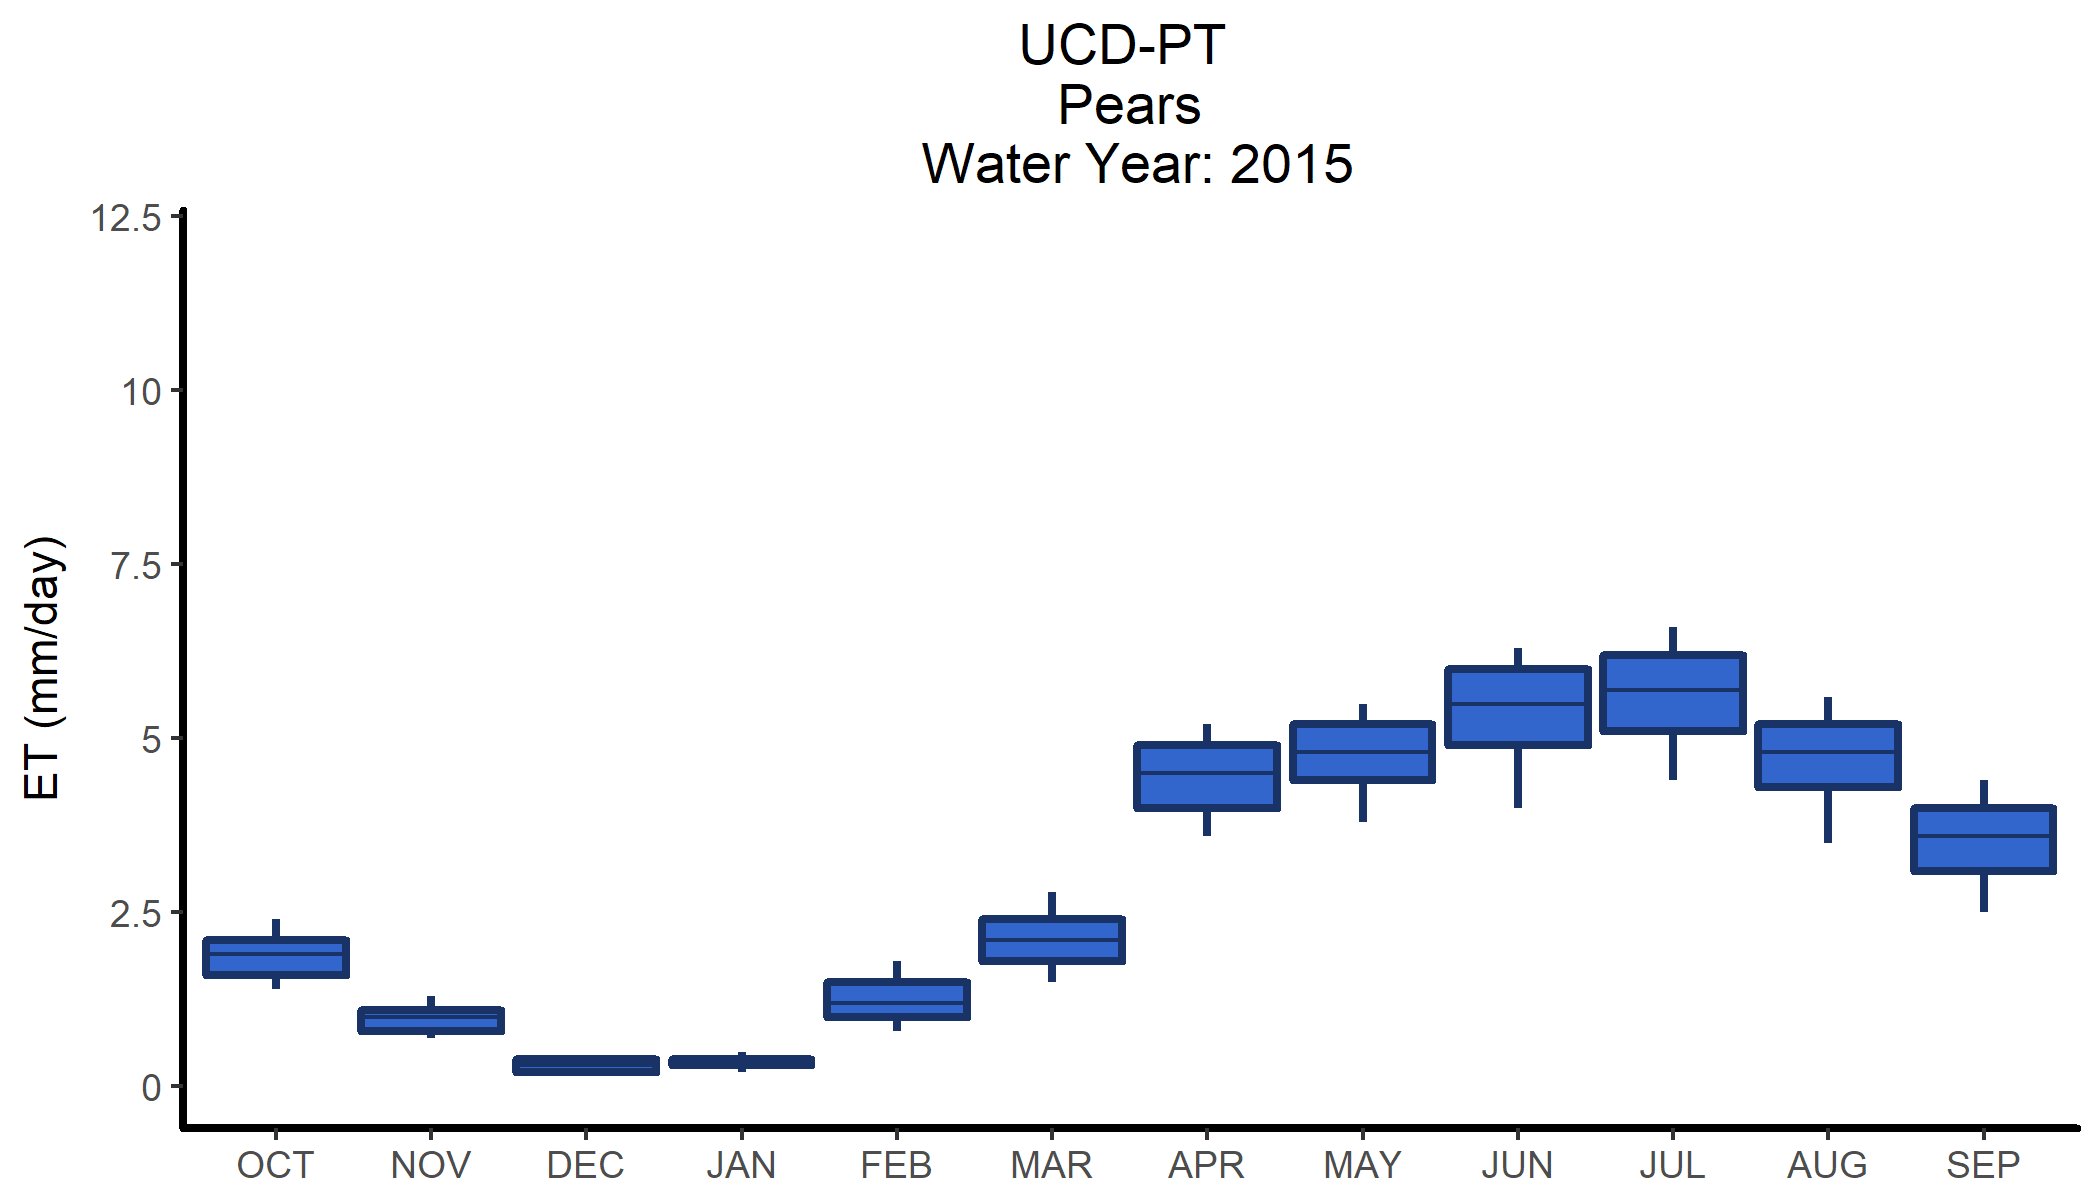 UCD-PT
Pears
Water Year: 2015
12.5
10
7.5
5
2.5
0
ET (mm/day)
OCT NOV DEC JAN FEB MAR APR MAY JUN JUL AUG SEP